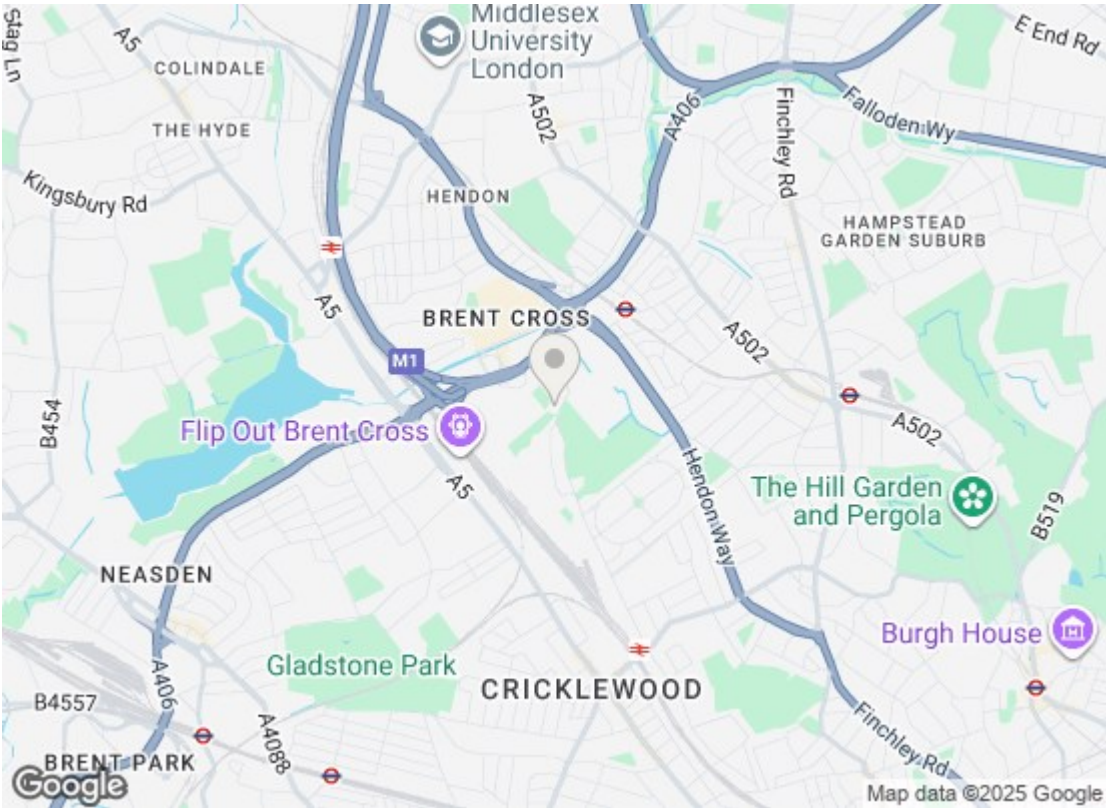 Middlesex
University
London
E End Rd
Stag Ln
A5
COLINDALE
A502
A406
Finchley Rd
Falloden Wy
THE HYDE
Kingsbury Rd
HENDON
HAMPSTEAD
GARDEN SUBURB
A5
BRENT CROSS
A502
M1
B454
Flip Out Brent Cross
A502
A5
Hendon Way
The Hill Garden
and Pergola
B519
NEASDEN
Burgh House
Gladstone Park
A406
CRICKLEWOOD
B4557
A4088
Finchley Rd
BRENT PARK
Google
Map data ©2025 Google